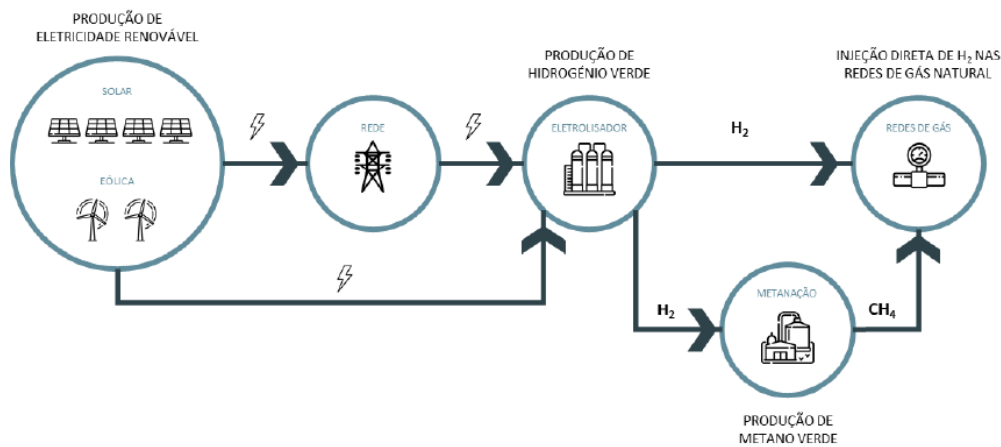 PRODUÇÃO DE
ELETRICIDADE RENOVÁVEL
SOLAR
EÓLICA
REDE
PRODUÇÃO DE
HIDROGÉNIO VERDE
ELETROLISADOR
H₂
INJEÇÃO DIRETA DE H₂ NAS
REDES DE GÁS NATURAL
REDES DE GÁS
H₂
METANAÇÃO
CH₄
PRODUÇÃO DE
METANO VERDE